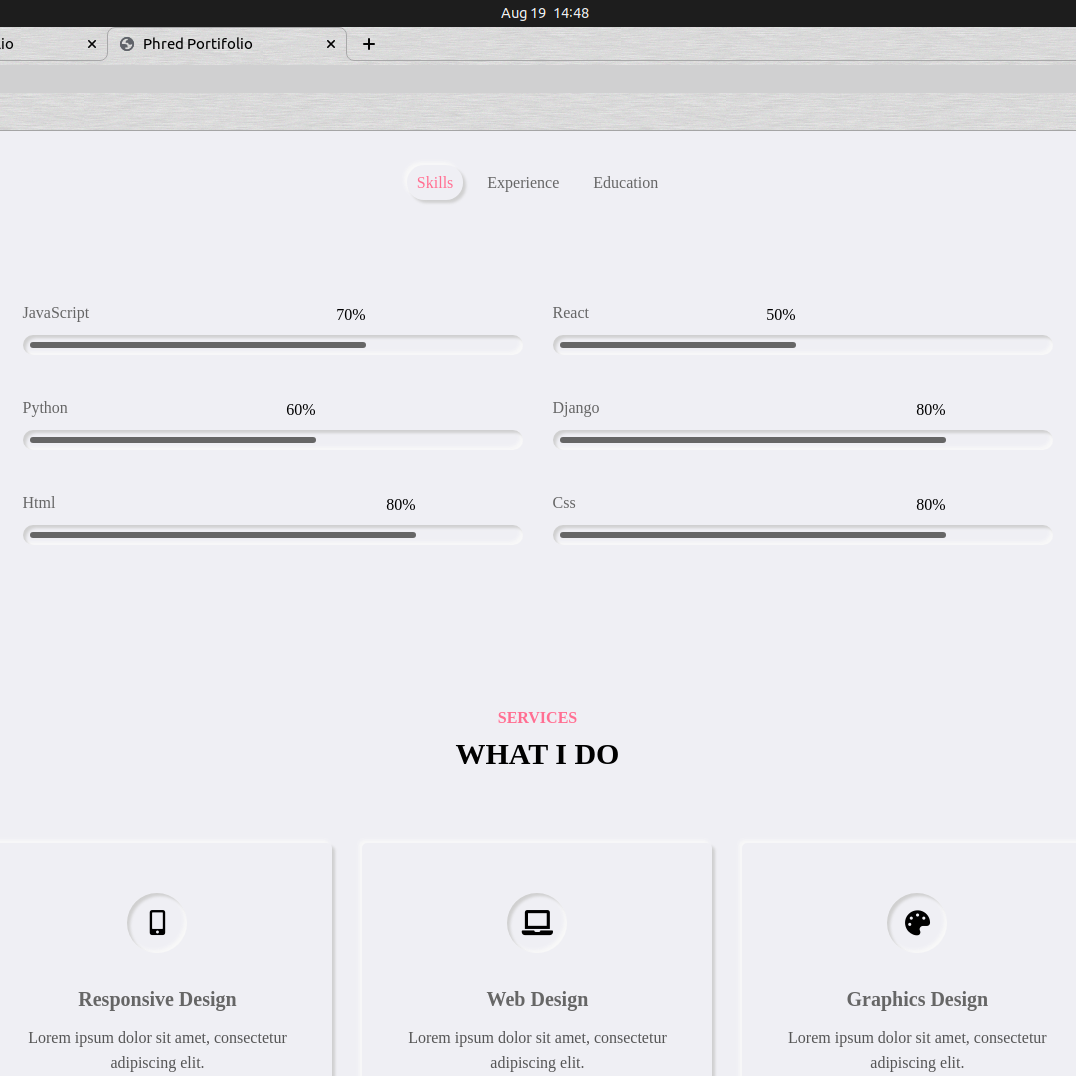 Aug 19 14:48
io
Phred Portifolio
Skills Experience Education
JavaScript 70%
React 50%
Python 60%
Django 80%
Html 80%
Css 80%
SERVICES
WHAT I DO
Responsive Design
Lorem ipsum dolor sit amet, consectetur
adipiscing elit.
Web Design
Lorem ipsum dolor sit amet, consectetur
adipiscing elit.
Graphics Design
Lorem ipsum dolor sit amet, consectetur
adipiscing elit.